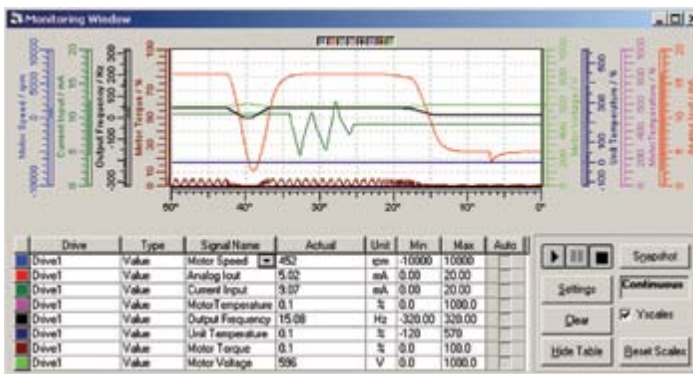 Monitoring Window
Motor Speed / rpm
Current Input / mA
Output Frequency / Hz
Motor Torque / %
Motor Voltage / V
Unit Temperature / %
MotorTemperature / %
50" 40" 30" 20" 10" 0"
Drive Type Signal Name Actual Unit Min Max Auto
Drive1 Value Motor Speed 452 rpm -10000 10000
Drive1 Value Analog Iout 5.02 mA 0.00 20.00
Drive1 Value Current Input 9.07 mA 0.00 20.00
Drive1 Value MotorTemperature 0.1 % 0.0 1000.0
Drive1 Value Output Frequency 15.08 Hz -320.00 320.00
Drive1 Value Unit Temperature 0.1 % -120 570
Drive1 Value Motor Torque 0.1 % 0.0 100.0
Drive1 Value Motor Voltage 596 V 0.0 1000.0
Snapshot
Settings
Continuous
Clear
Yscales
Hide Table
Reset Scales